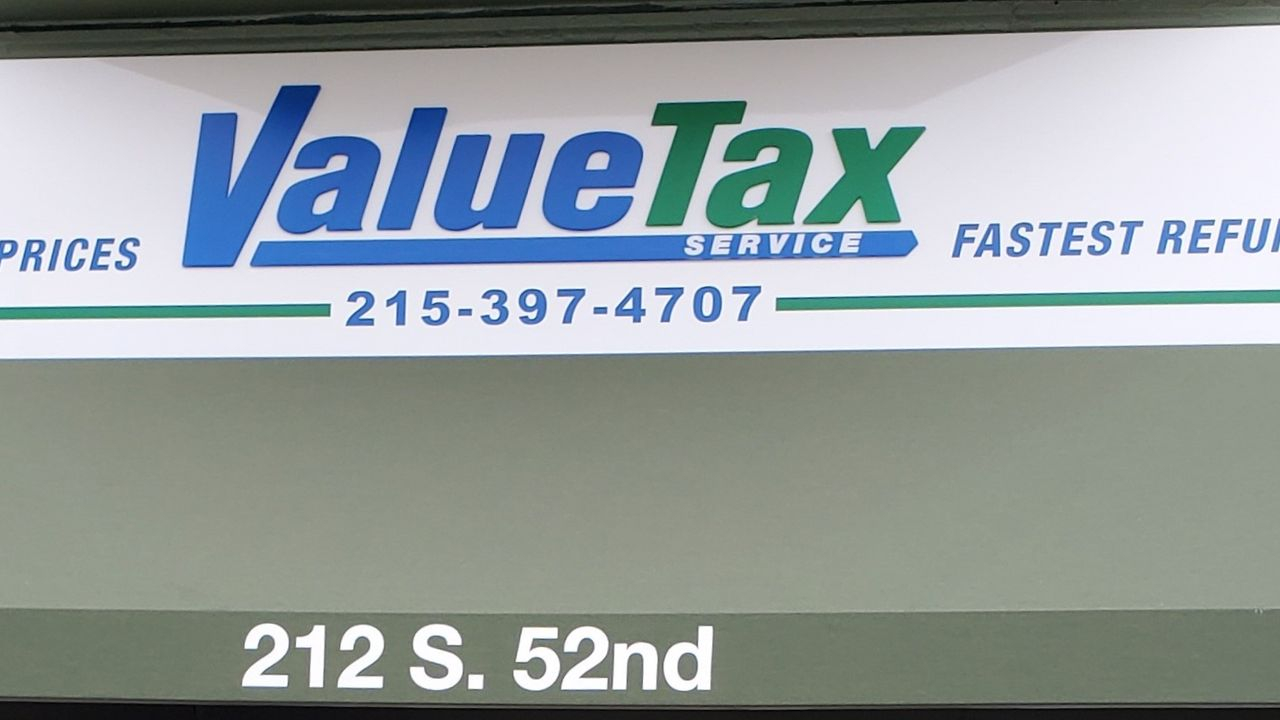 ValueTax
SERVICE
PRICES
FASTEST
215-397-4707
212 S. 52nd